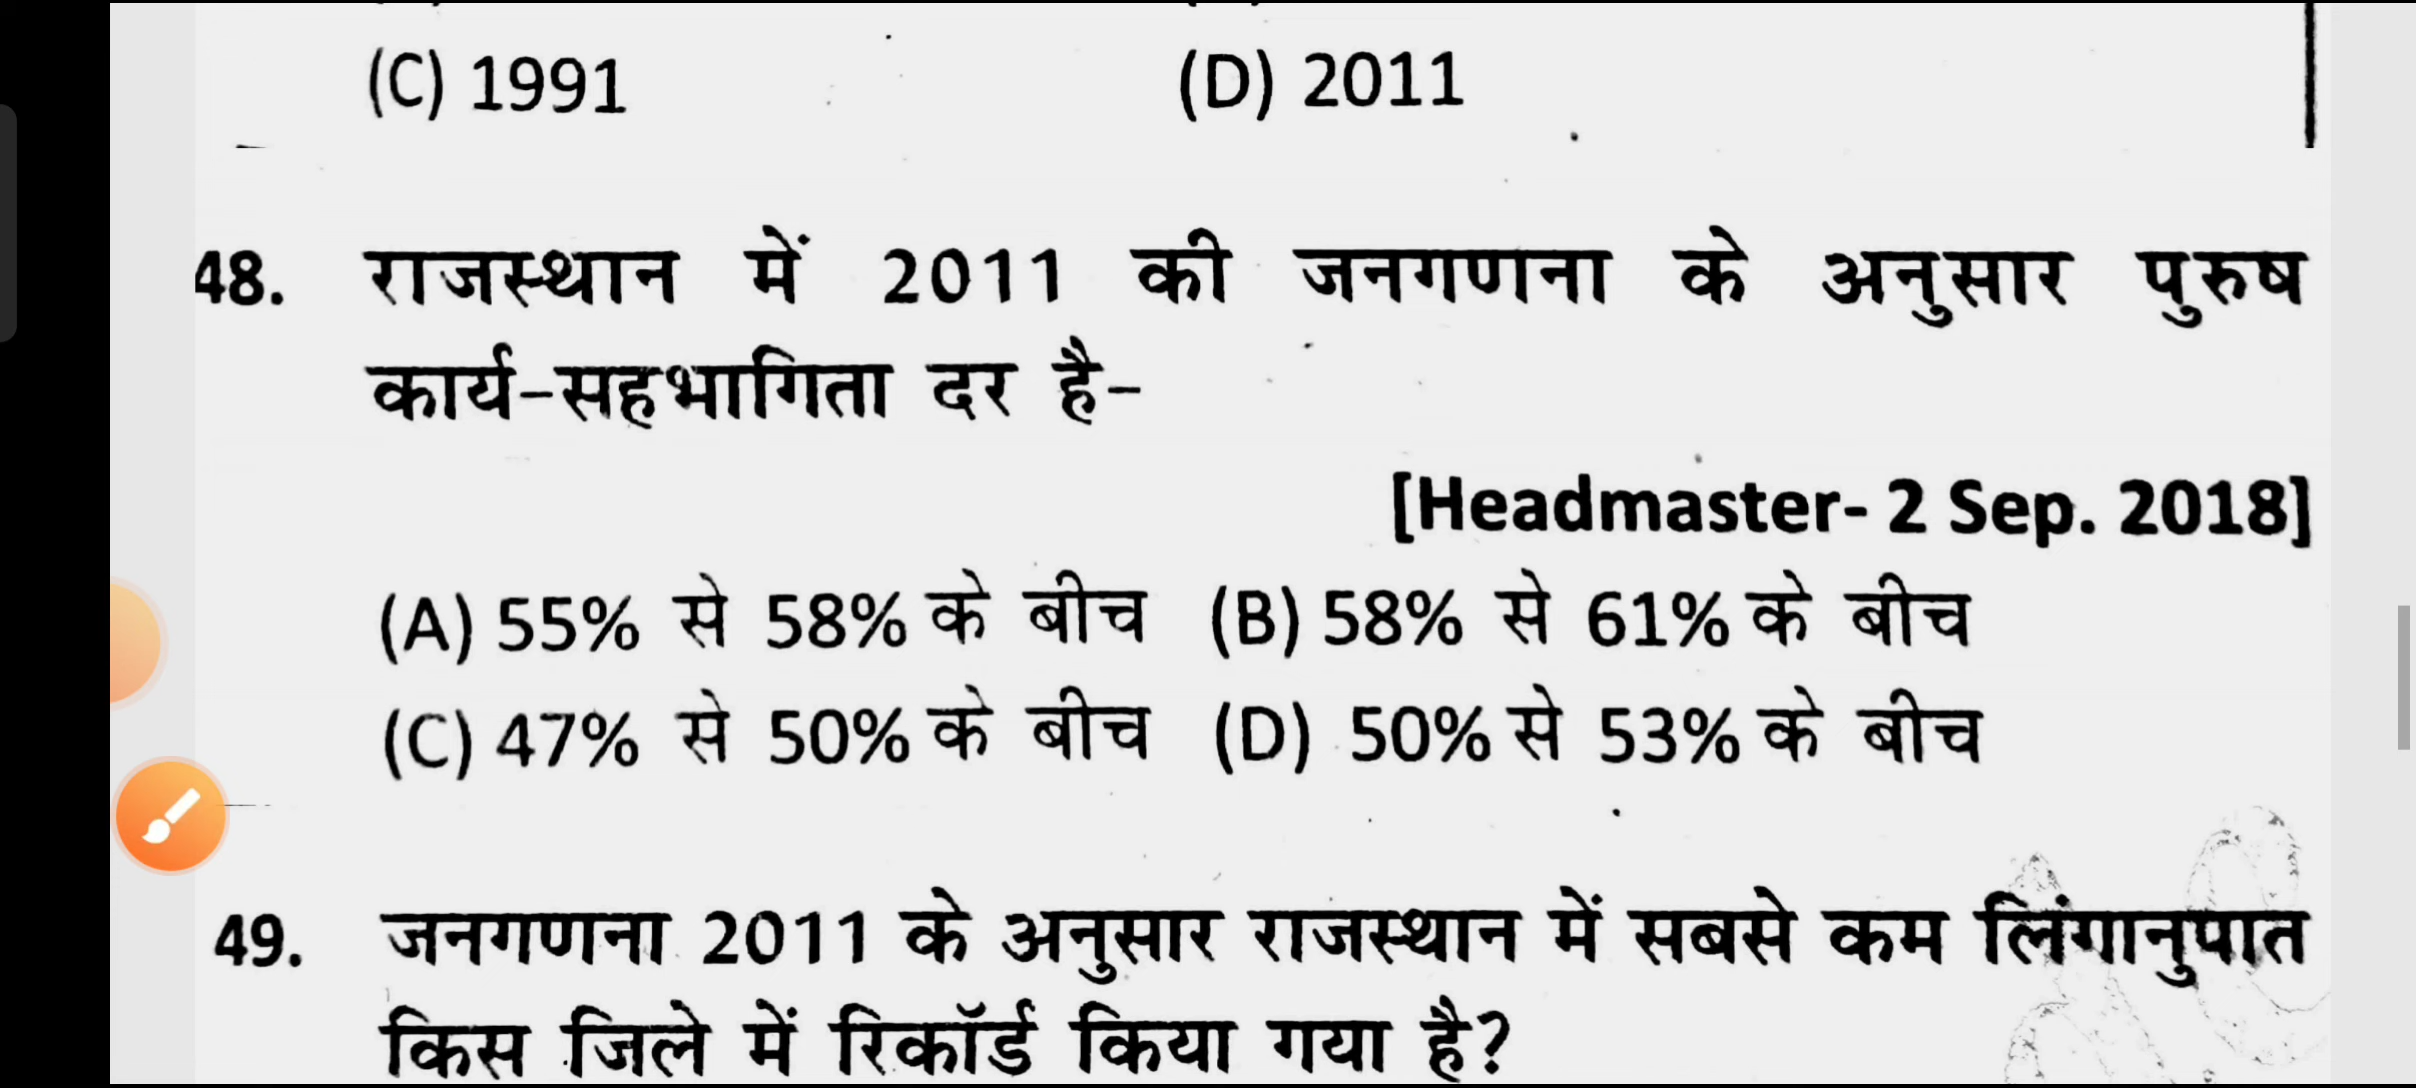 (C) 1991 (D) 2011
48. राजस्थान में 2011 की जनगणना के अनुसार पुरुष
कार्य-सहभागिता दर है-
[Headmaster- 2 Sep. 2018]
(A) 55% से 58% के बीच (B) 58% से 61% के बीच
(C) 47% से 50% के बीच (D) 50% से 53% के बीच
49. जनगणना 2011 के अनुसार राजस्थान में सबसे कम लिंगानुपात
किस जिले में रिकॉर्ड किया गया है?